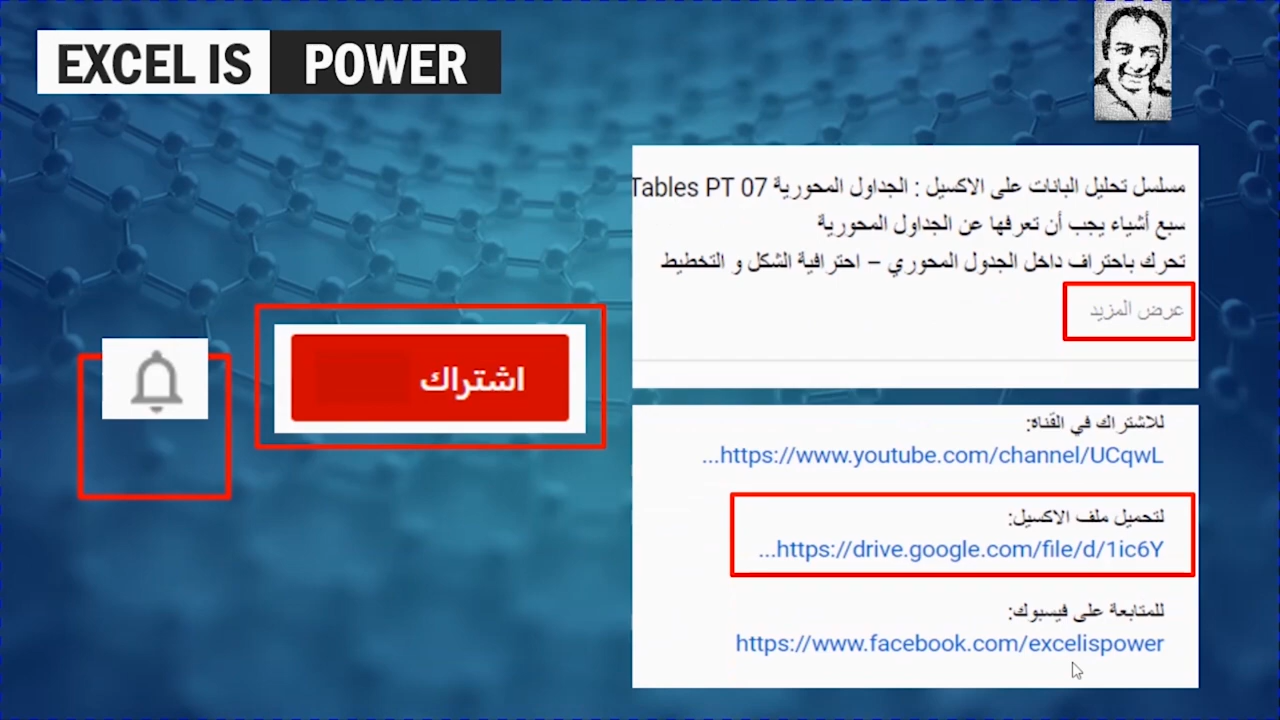 EXCEL IS POWER
مسلسل تحليل البانات على الاكسيل : الجداول المحورية Tables PT 07
سبع أشياء يجب أن تعرفها عن الجداول المحورية
تحرك باحتراف داخل الجدول المحوري – احترافية الشكل و التخطيط
عرض المزيد
اشتراك
للاشتراك في القناة:
https://www.youtube.com/channel/UCqwL...
لتحميل ملف الاكسيل:
https://drive.google.com/file/d/1ic6Y...
للمتابعة على فيسبوك:
https://www.facebook.com/excelispower